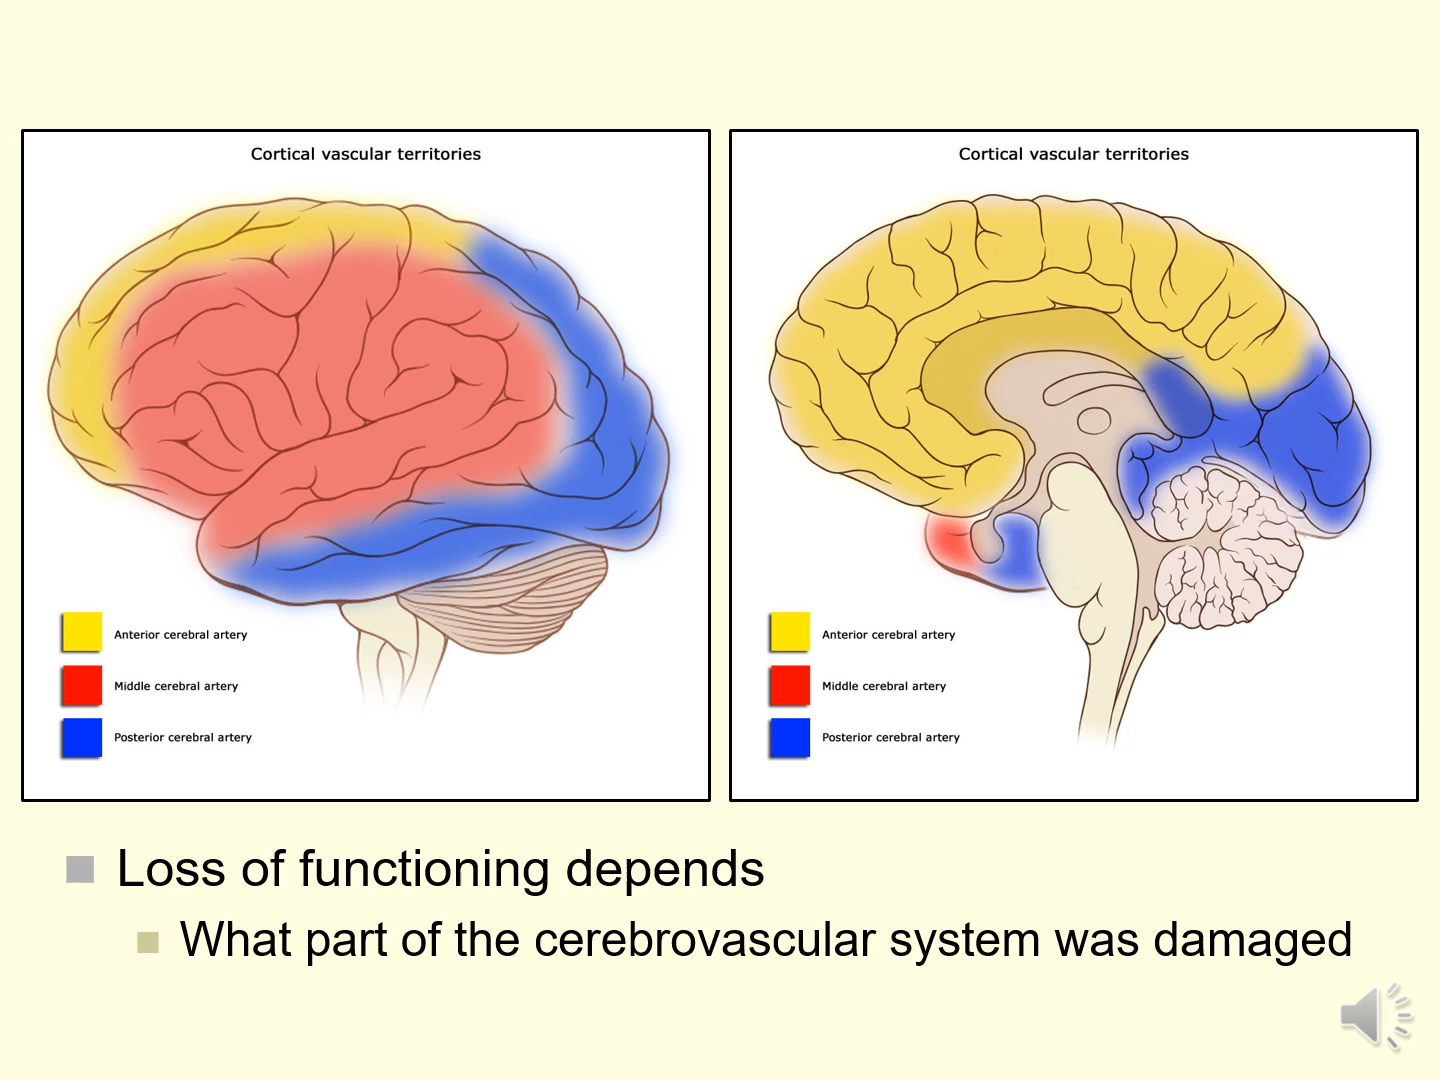 Cortical vascular territories
Anterior cerebral artery
Middle cerebral artery
Posterior cerebral artery
Cortical vascular territories
Anterior cerebral artery
Middle cerebral artery
Posterior cerebral artery
Loss of functioning depends
What part of the cerebrovascular system was damaged